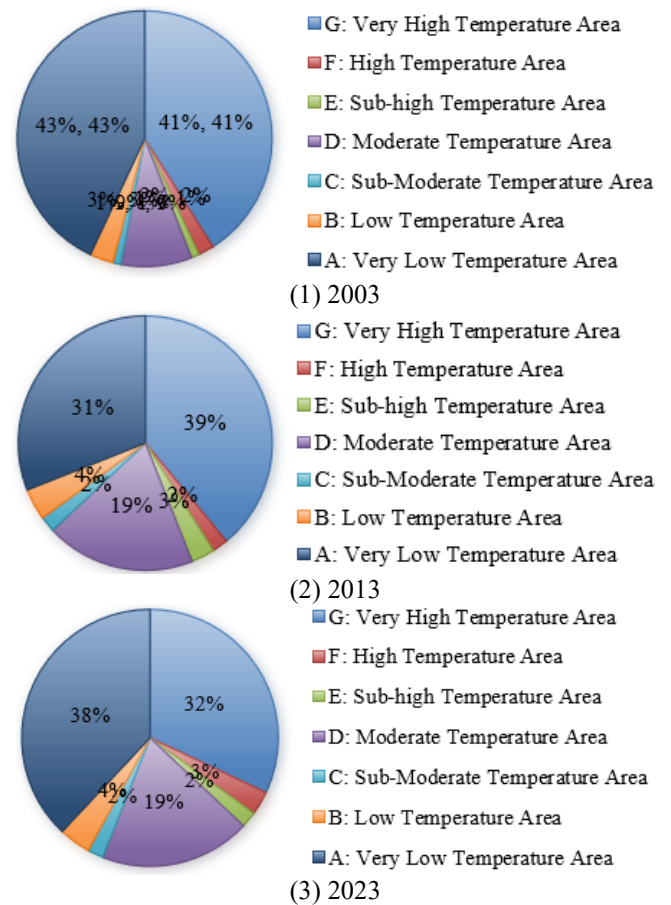 G: Very High Temperature Area
F: High Temperature Area
E: Sub-high Temperature Area
D: Moderate Temperature Area
C: Sub-Moderate Temperature Area
B: Low Temperature Area
A: Very Low Temperature Area
43%, 43%
41%, 41%
(1) 2003
G: Very High Temperature Area
F: High Temperature Area
E: Sub-high Temperature Area
D: Moderate Temperature Area
C: Sub-Moderate Temperature Area
B: Low Temperature Area
A: Very Low Temperature Area
31%
39%
4%
2%
19%
3%
2%
(2) 2013
G: Very High Temperature Area
F: High Temperature Area
E: Sub-high Temperature Area
D: Moderate Temperature Area
C: Sub-Moderate Temperature Area
B: Low Temperature Area
A: Very Low Temperature Area
38%
32%
4%
2%
19%
2%
3%
(3) 2023